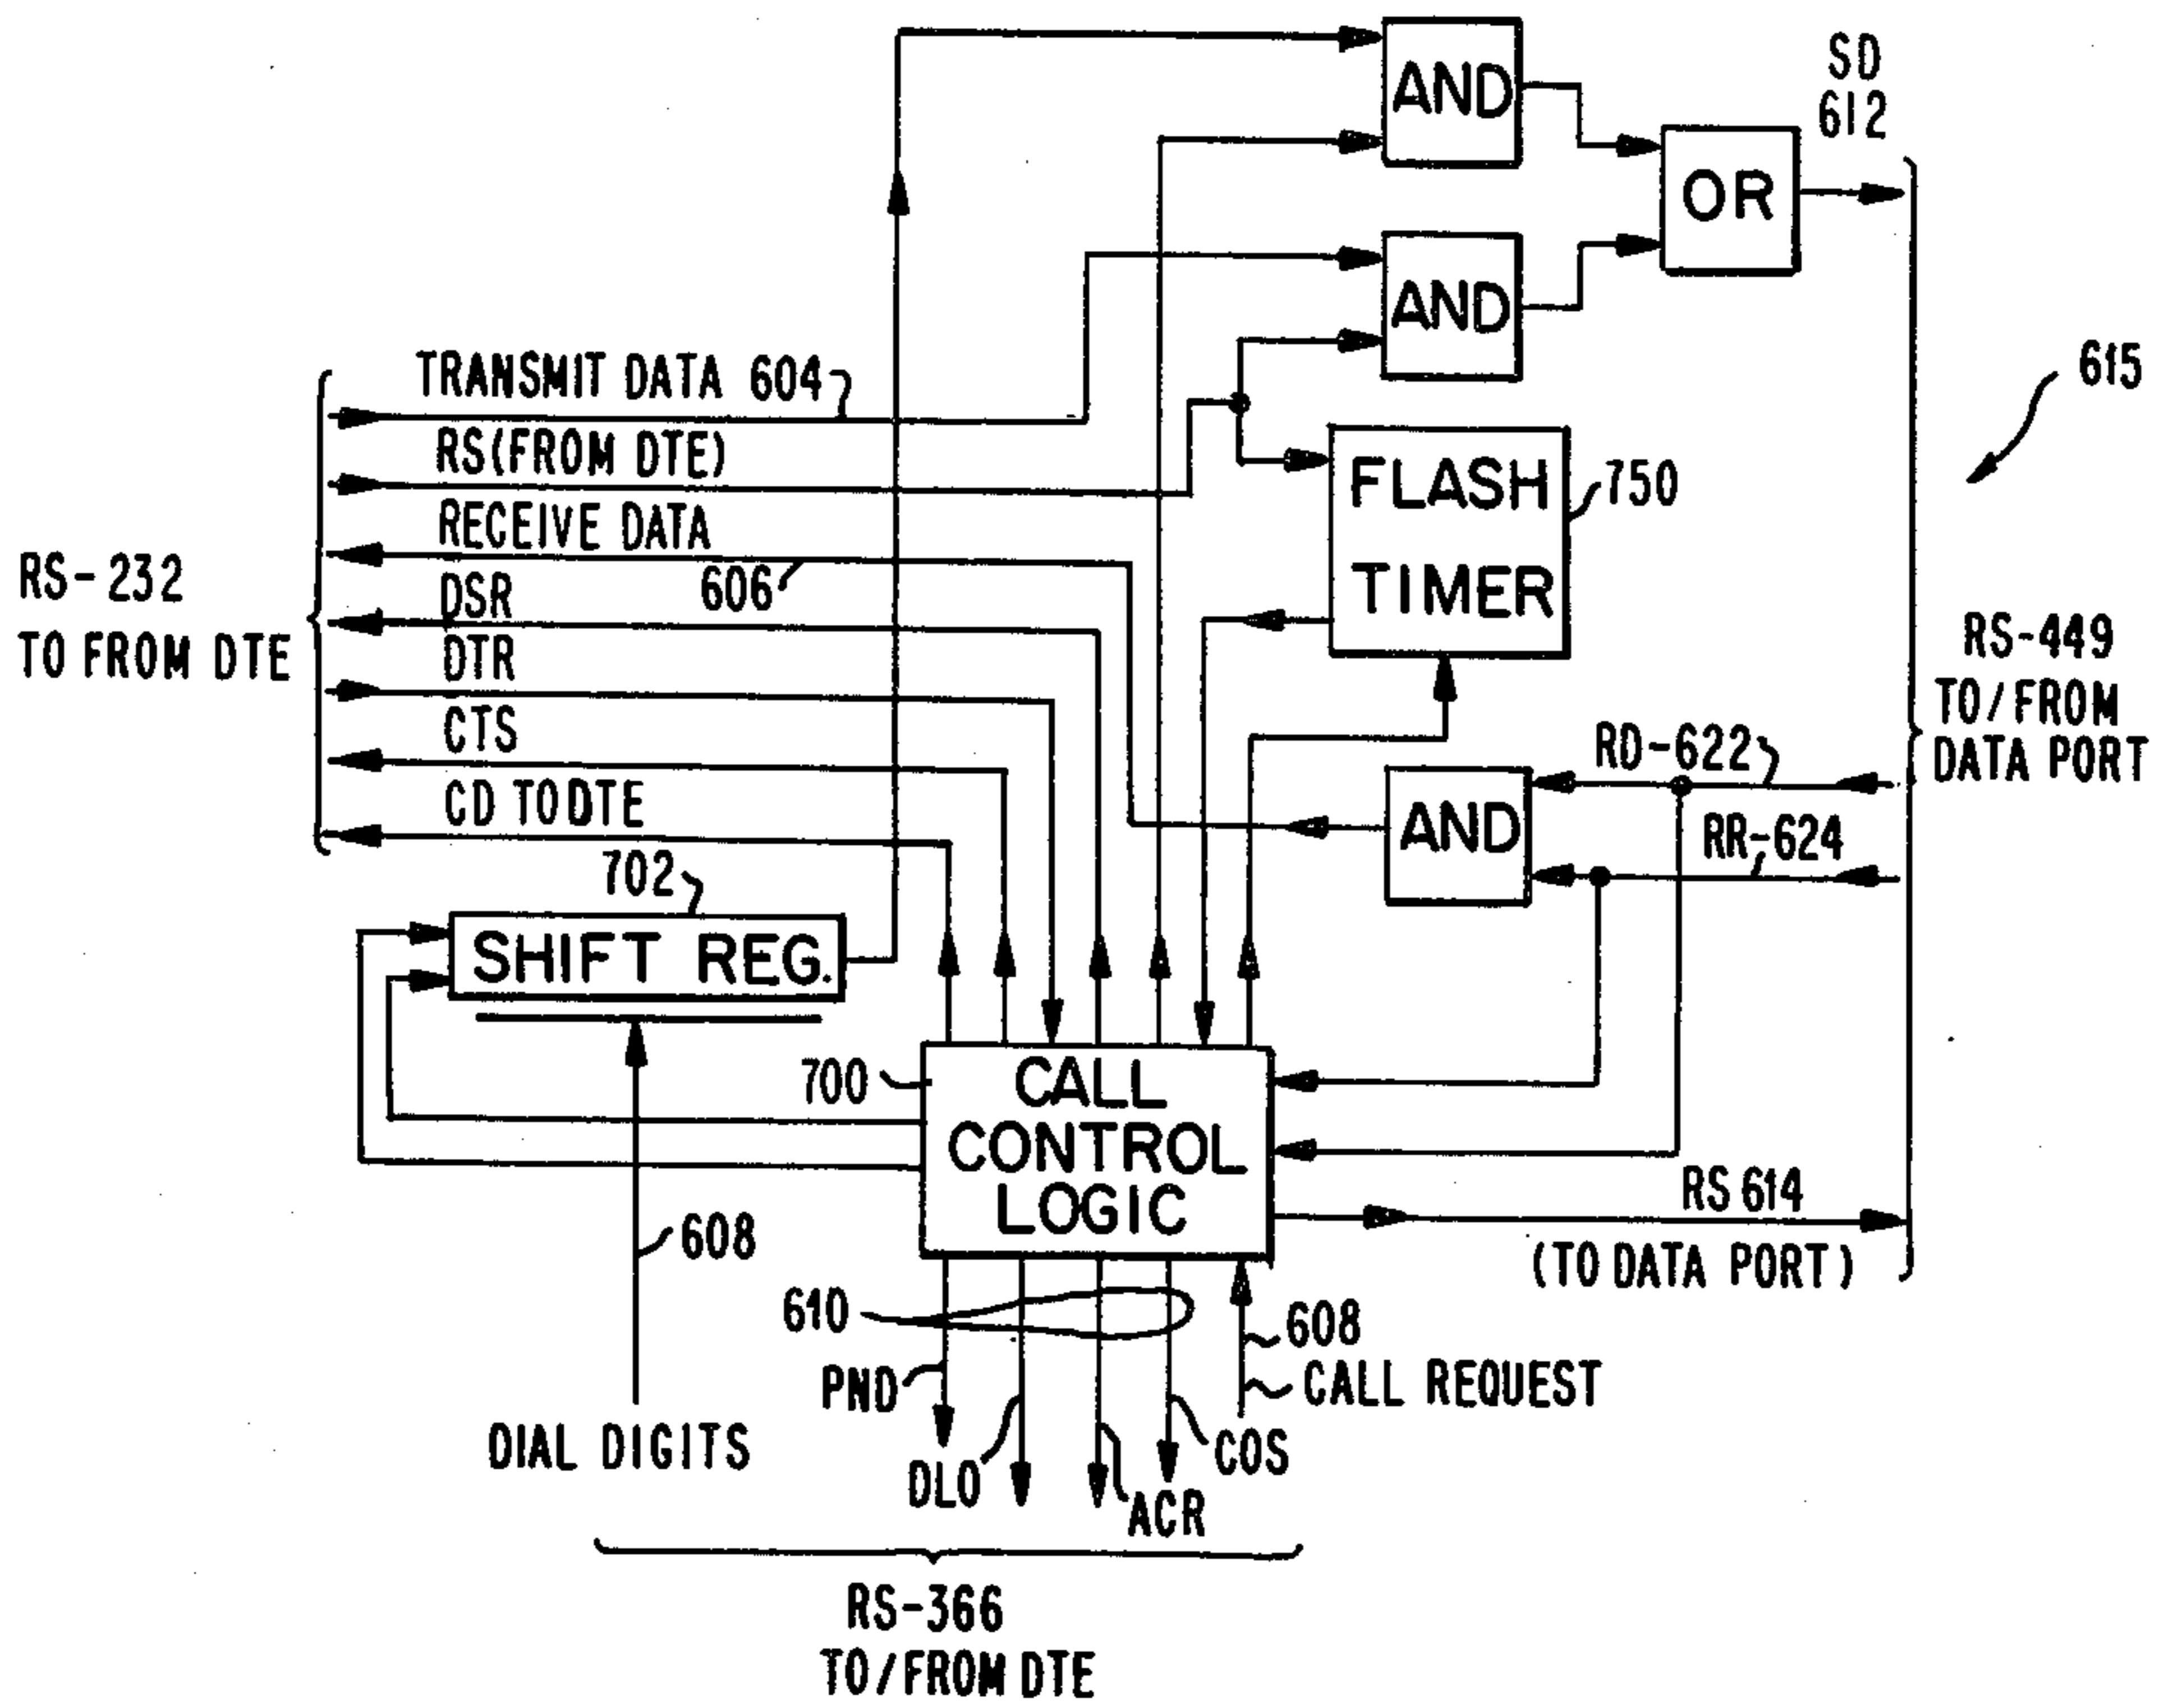 AND
SD
612
OR
AND
TRANSMIT DATA 604
615
RS(FROM DTE)
FLASH
TIMER
750
RECEIVE DATA
606
RS-232
TO FROM DTE
DSR
DTR
CTS
CD TO DTE
RS-449
TO/FROM
DATA PORT
RD-622
RR-624
AND
702
SHIFT REG.
700
CALL
CONTROL
LOGIC
RS 614
(TO DATA PORT)
608
610
608
CALL REQUEST
PND
DLO
ACR
COS
DIAL DIGITS
RS-366
TO/FROM DTE